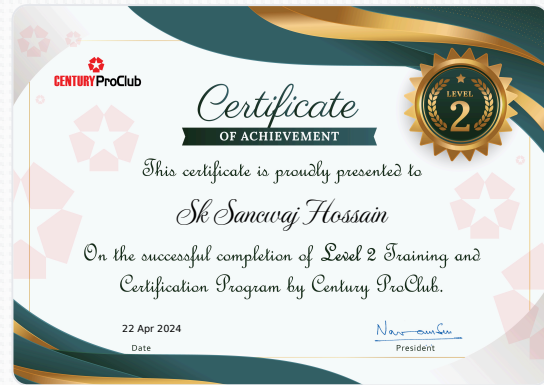 CENTURY ProClub
LEVEL
2
Certificate
OF ACHIEVEMENT
This certificate is proudly presented to
Sk Sancwaj Hossain
On the successful completion of Level 2 Training and
Certification Program by Century ProClub.
22 Apr 2024
Date
President